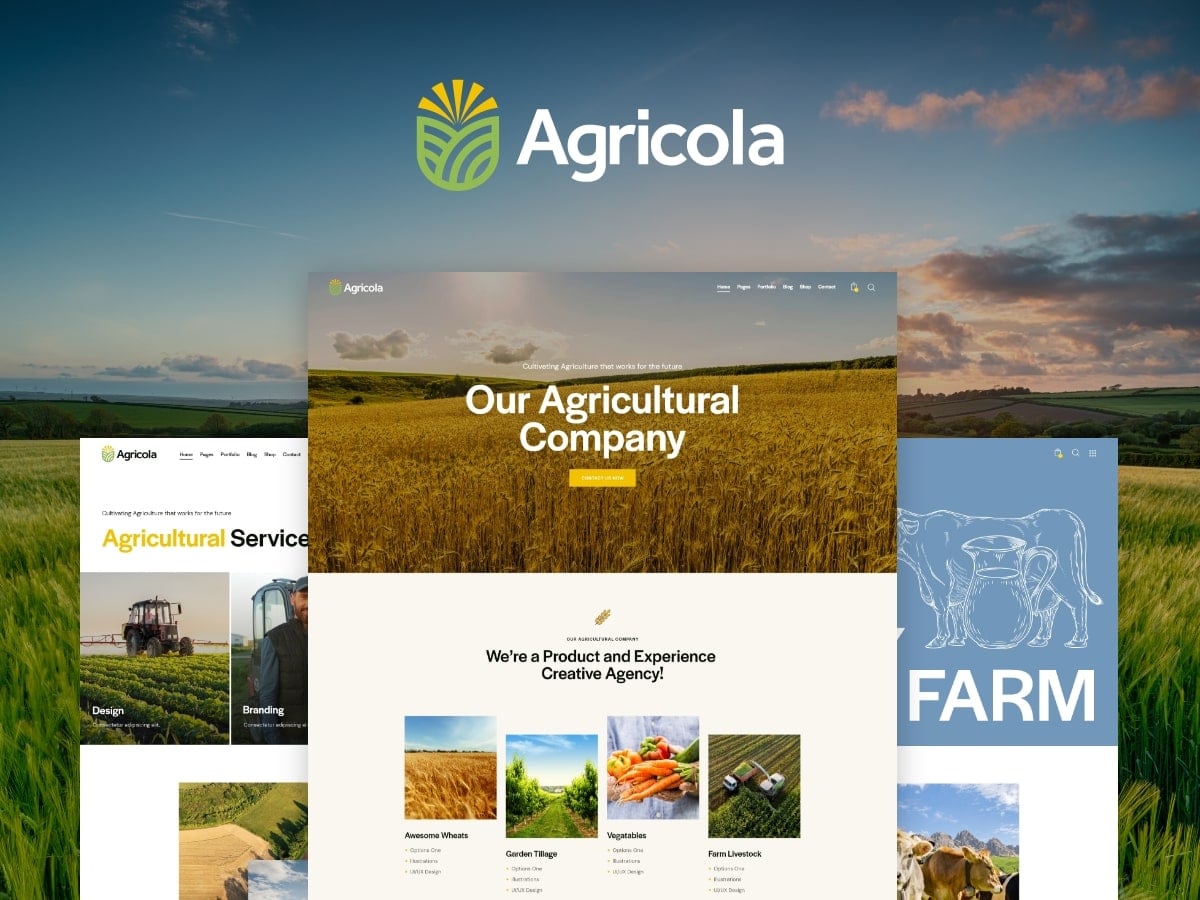 Agricola
Agricola
Home Pages Portfolio Blog Shop Contact
Cultivating Agriculture that works for the future
Our Agricultural
Company
CONTACT US NOW
OUR AGRICULTURAL COMPANY
We're a Product and Experience
Creative Agency!
Awesome Wheats
Options One
Illustrations
UI/UX Design
Garden Tillage
Options One
Illustrations
UI/UX Design
Vegatables
Options One
Illustrations
UI/UX Design
Farm Livestock
Options One
Illustrations
UI/UX Design
Agricola
Home Pages Portfolio Blog Shop Contact
Cultivating Agriculture that works for the future
Agricultural Service
Design
Consectetur adipiscing elit.
Branding
Consectetur adipiscing el
FARM